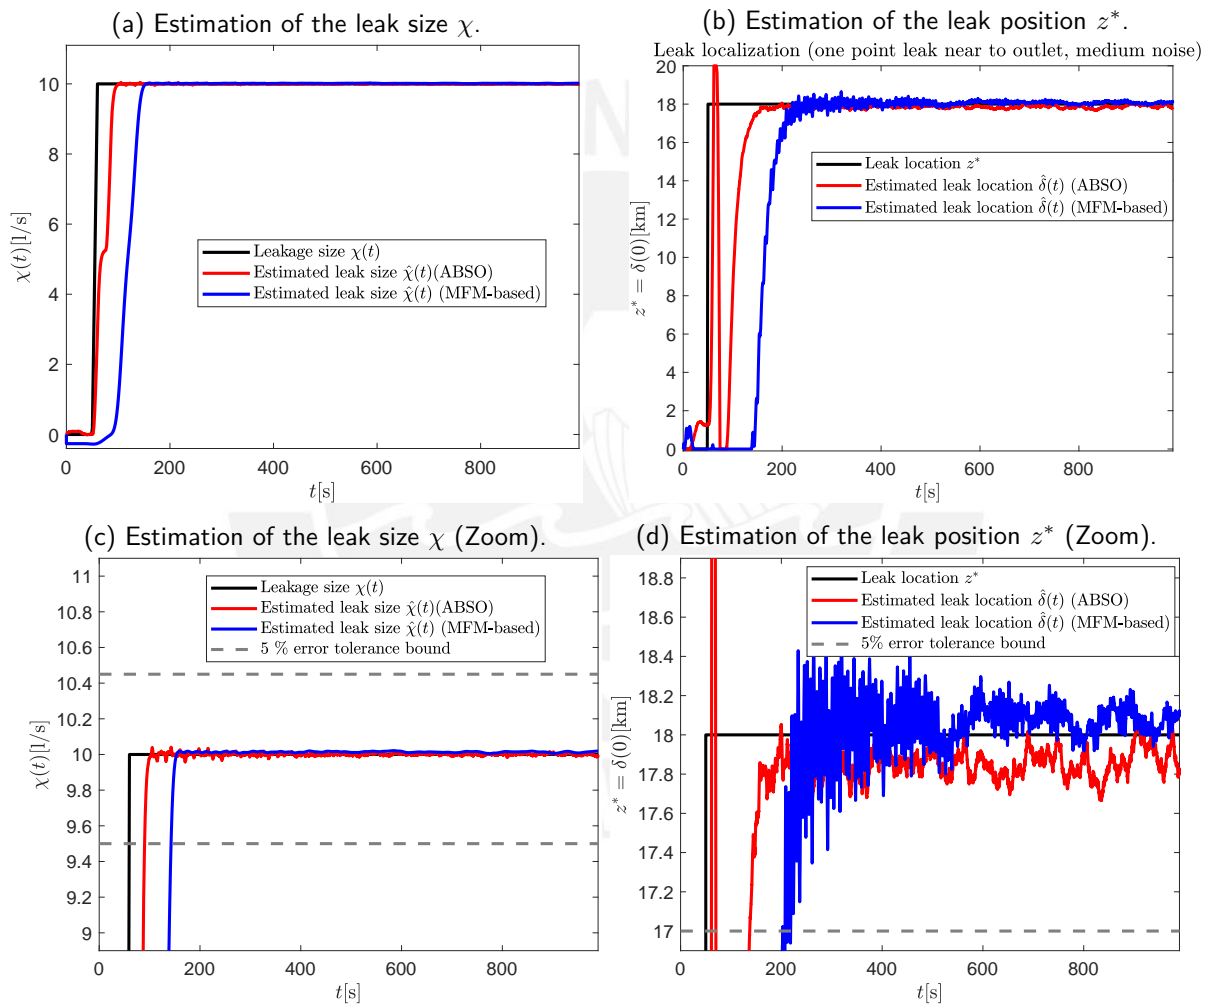 (a) Estimation of the leak size χ.
10
8
6
4
2
0
χ(t)[l/s]
Leakage size χ(t)
Estimated leak size χ̂(t)(ABSO)
Estimated leak size χ̂(t) (MFM-based)
0 200 400 600 800
t[s]
(b) Estimation of the leak position z*.
Leak localization (one point leak near to outlet, medium noise)
20
18
16
14
12
10
8
6
4
2
0
z* = δ(0)[km]
Leak location z*
Estimated leak location δ̂(t) (ABSO)
Estimated leak location δ̂(t) (MFM-based)
0 200 400 600 800
t[s]
(c) Estimation of the leak size χ (Zoom).
11
10.8
10.6
10.4
10.2
10
9.8
9.6
9.4
9.2
9
χ(t)[l/s]
Leakage size χ(t)
Estimated leak size χ̂(t)(ABSO)
Estimated leak size χ̂(t) (MFM-based)
5 % error tolerance bound
0 200 400 600 800
t[s]
(d) Estimation of the leak position z* (Zoom).
18.8
18.6
18.4
18.2
18
17.8
17.6
17.4
17.2
17
z* = δ(0)[km]
Leak location z*
Estimated leak location δ̂(t) (ABSO)
Estimated leak location δ̂(t) (MFM-based)
5% error tolerance bound
0 200 400 600 800
t[s]